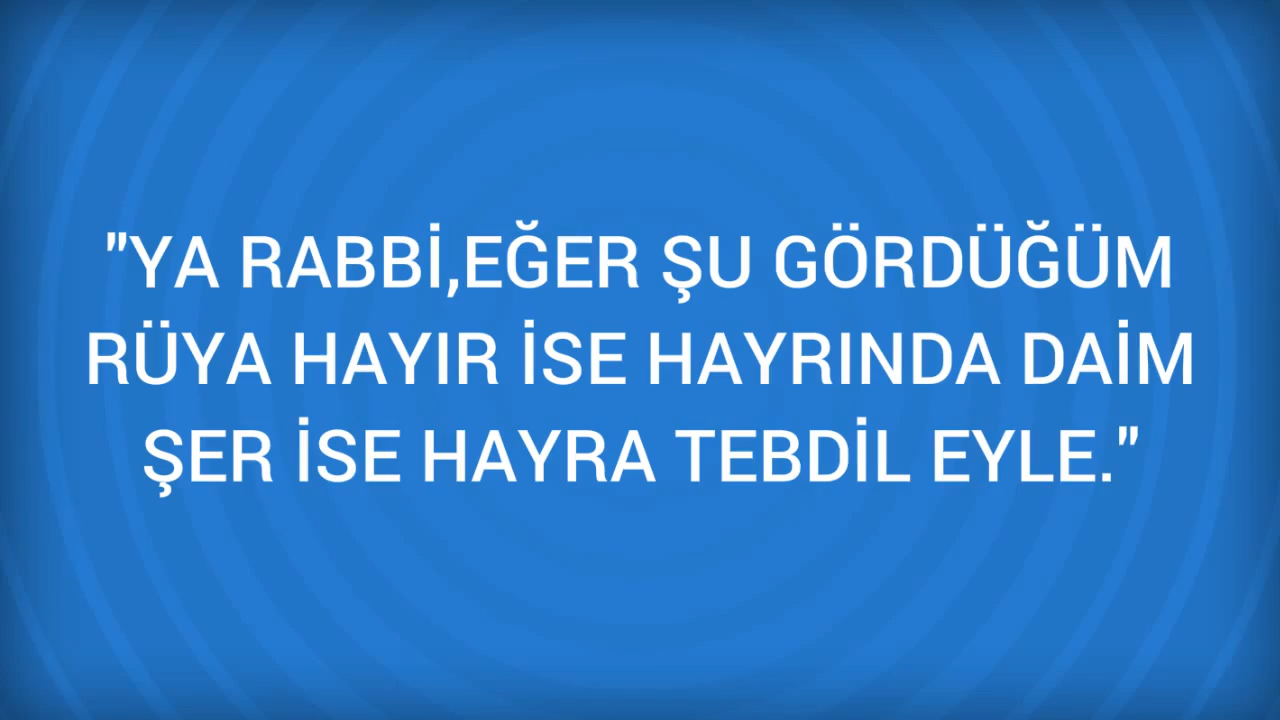 "YA RABBİ,EĞER ŞU GÖRDÜĞÜM
RÜYA HAYIR İSE HAYRINDA DAİM
ŞER İSE HAYRA TEBDİL EYLE."